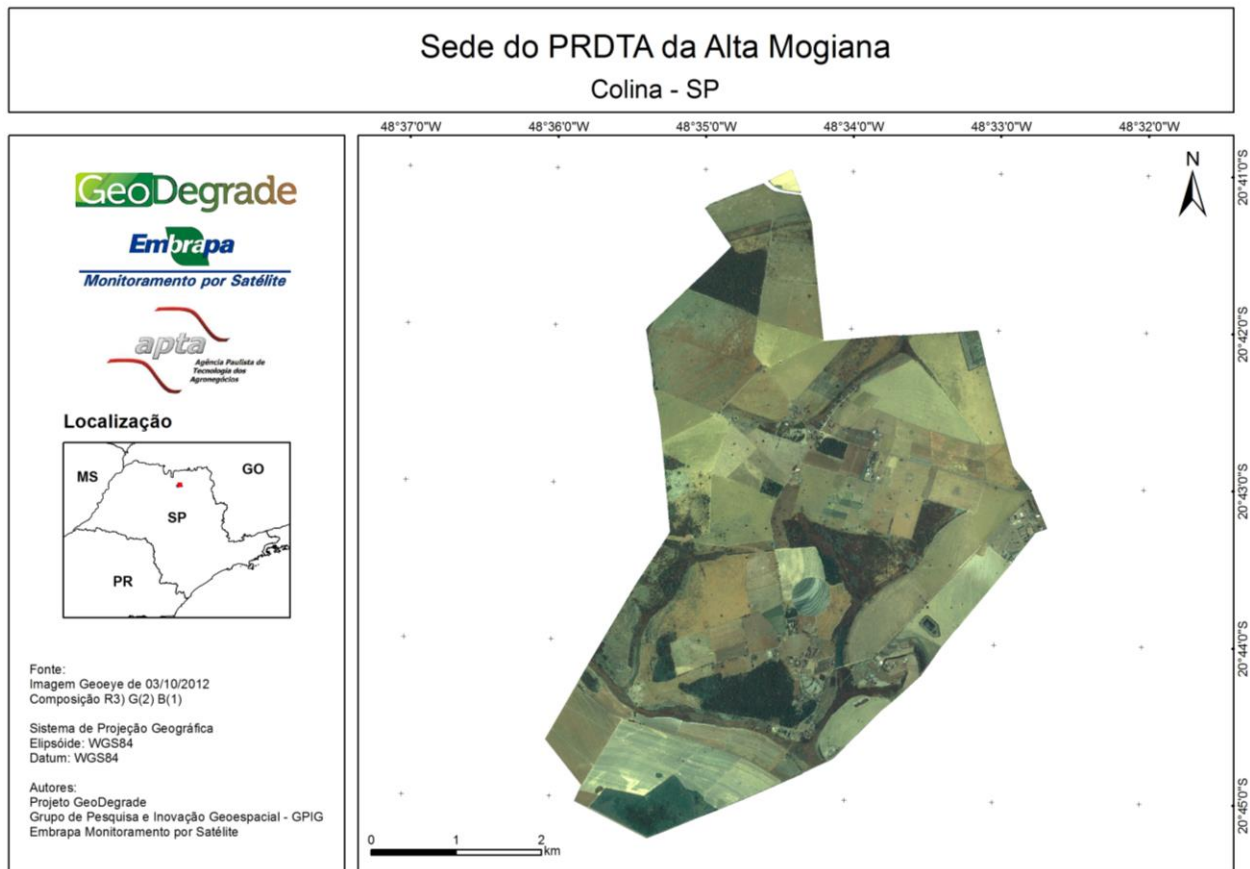 Sede do PRDTA da Alta Mogiana
Colina - SP
GeoDegrade
Embrapa
Monitoramento por Satélite
apta
Agência Paulista de
Tecnologia dos
Agronegócios
Localização
MS
GO
SP
PR
Fonte:
Imagem Geoeye de 03/10/2012
Composição R3) G(2) B(1)
Sistema de Projeção Geográfica
Elipsóide: WGS84
Datum: WGS84
Autores:
Projeto GeoDegrade
Grupo de Pesquisa e Inovação Geoespacial - GPIG
Embrapa Monitoramento por Satélite
48°37'0"W 48°36'0"W 48°35'0"W 48°34'0"W 48°33'0"W 48°32'0"W
N
20°41'0"S
20°42'0"S
20°43'0"S
20°44'0"S
20°45'0"S
0 1 2
km